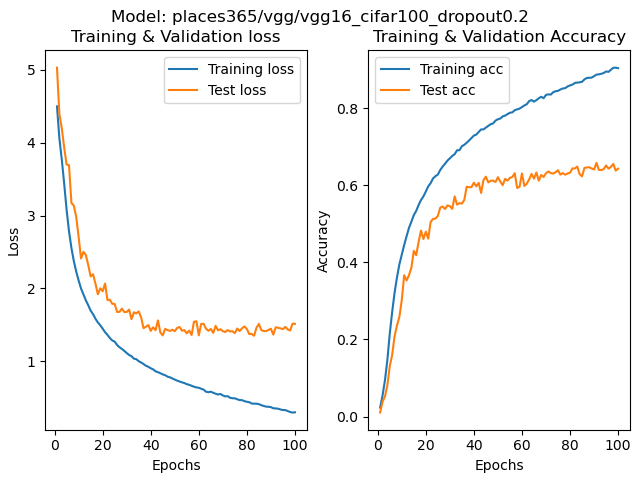 Model: places365/vgg/vgg16_cifar100_dropout0.2
Training & Validation loss
Training loss
Test loss
5
4
3
2
1
Loss
0
20
40
60
80
100
Epochs
Training & Validation Accuracy
Training acc
Test acc
0.8
0.6
0.4
0.2
0.0
Accuracy
0
20
40
60
80
100
Epochs